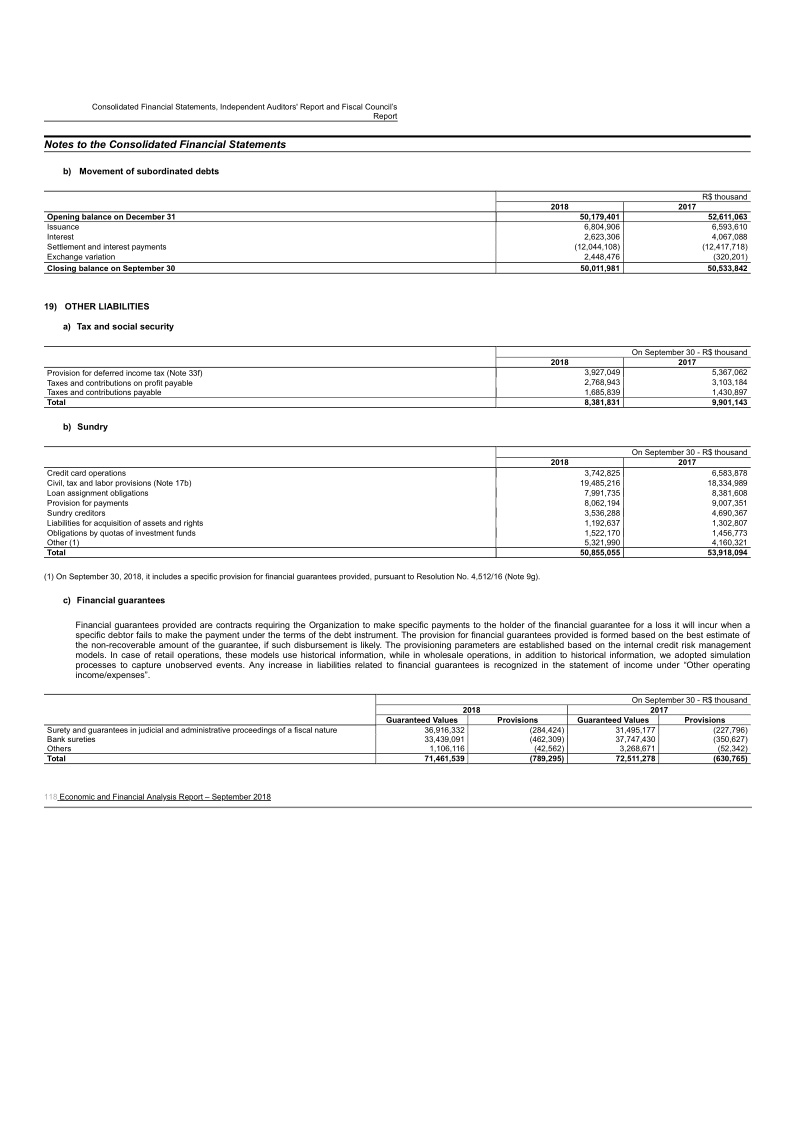 Consolidated Financial Statements, Independent Auditors' Report and Fiscal Council's
Report
Notes to the Consolidated Financial Statements
b) Movement of subordinated debts
R$ thousand
2018 2017
Opening balance on December 31 50,179,401 52,611,063
Issuance 6,804,906 6,593,610
Interest 2,623,306 4,067,088
Settlement and interest payments (12,044,108) (12,417,718)
Exchange variation 2,448,476 (320,201)
Closing balance on September 30 50,011,981 50,533,842
19) OTHER LIABILITIES
a) Tax and social security
On September 30 - R$ thousand
2018 2017
Provision for deferred income tax (Note 33f) 3,927,049 5,367,062
Taxes and contributions on profit payable 2,768,943 3,103,184
Taxes and contributions payable 1,685,839 1,430,897
Total 8,381,831 9,901,143
b) Sundry
On September 30 - R$ thousand
2018 2017
Credit card operations 3,742,825 6,583,878
Civil, tax and labor provisions (Note 17b) 19,485,216 18,334,989
Loan assignment obligations 7,991,735 8,381,608
Provision for payments 8,062,194 9,007,351
Sundry creditors 3,536,288 4,690,367
Liabilities for acquisition of assets and rights 1,192,637 1,302,807
Obligations by quotas of investment funds 1,522,170 1,456,773
Other (1) 5,321,990 4,160,321
Total 50,855,055 53,918,094
(1) On September 30, 2018, it includes a specific provision for financial guarantees provided, pursuant to Resolution No. 4,512/16 (Note 9g).
c) Financial guarantees
Financial guarantees provided are contracts requiring the Organization to make specific payments to the holder of the financial guarantee for a loss it will incur when a
specific debtor fails to make the payment under the terms of the debt instrument. The provision for financial guarantees provided is formed based on the best estimate of
the non-recoverable amount of the guarantee, if such disbursement is likely. The provisioning parameters are established based on the internal credit risk management
models. In case of retail operations, these models use historical information, while in wholesale operations, in addition to historical information, we adopted simulation
processes to capture unobserved events. Any increase in liabilities related to financial guarantees is recognized in the statement of income under “Other operating
income/expenses”.
On September 30 - R$ thousand
2018 2017
Guaranteed Values Provisions Guaranteed Values Provisions
Surety and guarantees in judicial and administrative proceedings of a fiscal nature 36,916,332 (284,424) 31,495,177 (227,796)
Bank sureties 33,439,091 (462,309) 37,747,430 (350,627)
Others 1,106,116 (42,562) 3,268,671 (52,342)
Total 71,461,539 (789,295) 72,511,278 (630,765)
118 Economic and Financial Analysis Report – September 2018